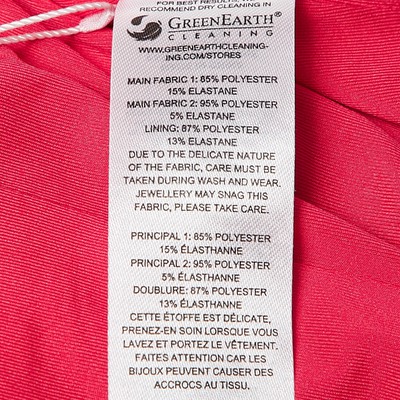 FOR BEST RESULTS, WE
RECOMMEND DRY CLEANING IN
GREENEARTH®
CLEANING
WWW.GREENEARTHCLEANING-
ING.COM/STORES
MAIN FABRIC 1: 85% POLYESTER
15% ELASTANE
MAIN FABRIC 2: 95% POLYESTER
5% ELASTANE
LINING: 87% POLYESTER
13% ELASTANE
DUE TO THE DELICATE NATURE
OF THE FABRIC, CARE MUST BE
TAKEN DURING WASH AND WEAR.
JEWELLERY MAY SNAG THIS
FABRIC, PLEASE TAKE CARE.
PRINCIPAL 1: 85% POLYESTER
15% ÉLASTHANNE
PRINCIPAL 2: 95% POLYESTER
5% ÉLASTHANNE
DOUBLURE: 87% POLYESTER
13% ÉLASTHANNE
CETTE ÉTOFFE EST DÉLICATE,
PRENEZ-EN SOIN LORSQUE VOUS
LAVEZ ET PORTEZ LE VÊTEMENT.
FAITES ATTENTION CAR LES
BIJOUX PEUVENT CAUSER DES
ACCROCS AU TISSU.